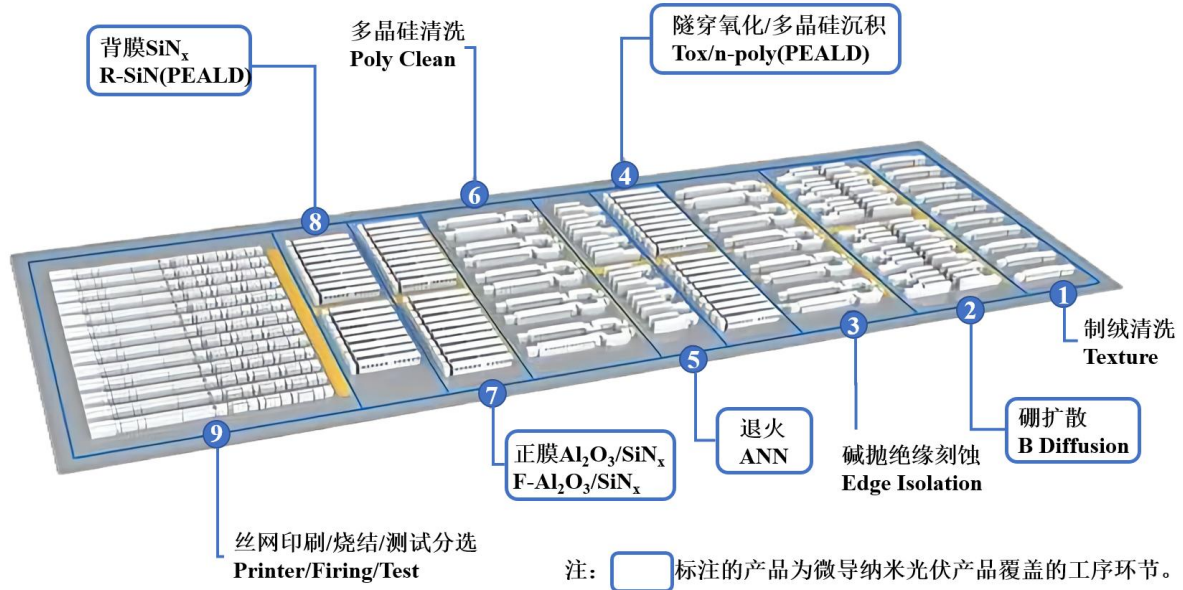 背膜SiNₓ
R-SiN(PEALD)
多晶硅清洗
Poly Clean
隧穿氧化/多晶硅沉积
Tox/n-poly(PEALD)
8
6
4
1
2
3
5
7
9
制绒清洗
Texture
硼扩散
B Diffusion
碱抛绝缘刻蚀
Edge Isolation
退火
ANN
正膜Al₂O₃/SiNₓ
F-Al₂O₃/SiNₓ
丝网印刷/烧结/测试分选
Printer/Firing/Test
注： 标注的产品为微导纳米光伏产品覆盖的工序环节。